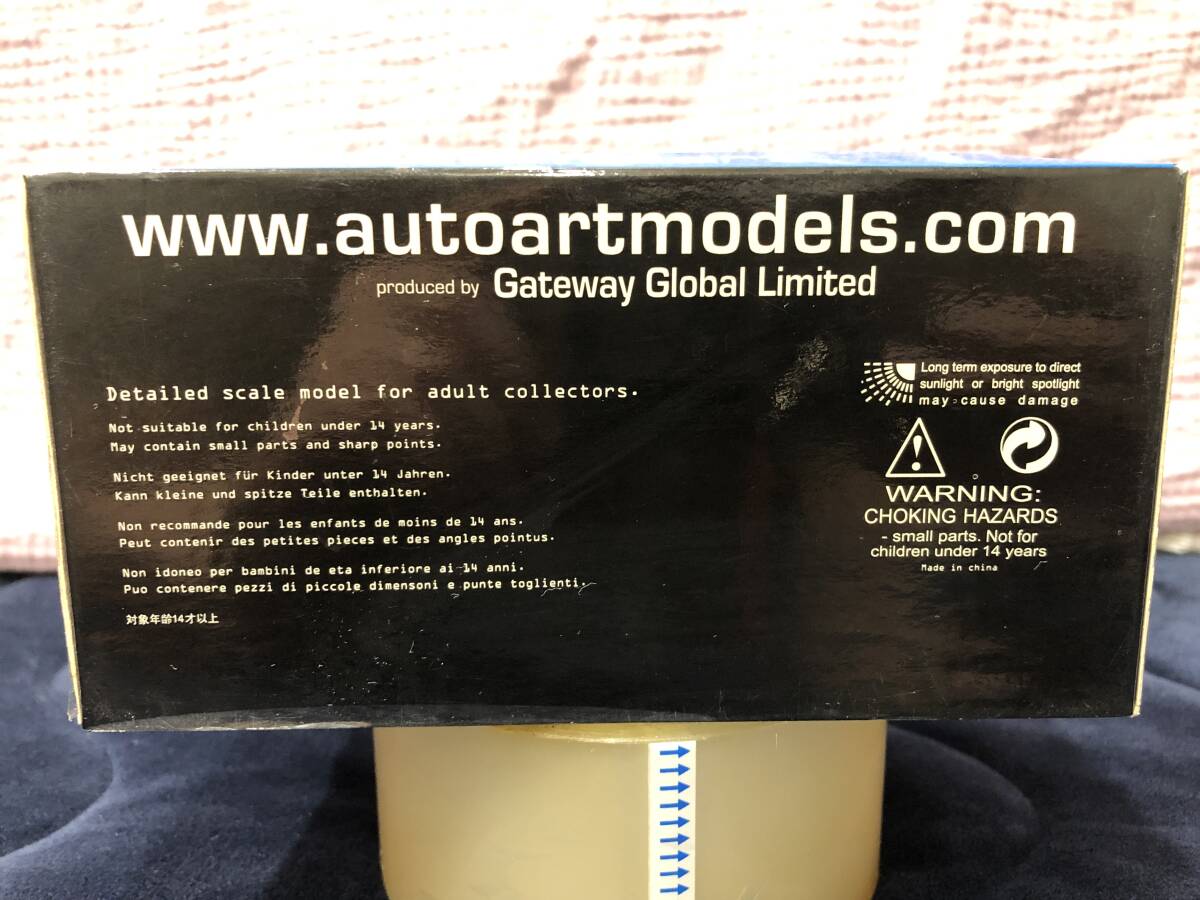 www.autoartmodels.com
produced by Gateway Global Limited
Detailed scale model for adult collectors.
Not suitable for children under 14 years.
May contain small parts and sharp points.
Nicht geeignet für Kinder unter 14 Jahren.
Kann kleine und spitze Teile enthalten.
Non recommande pour les enfants de moins de 14 ans.
Peut contenir des petites pieces et des angles pointus.
Non idoneo per bambini de eta inferiore ai 14 anni.
Puo contenere pezzi di piccole dimensoni e punte toglienti.
対象年齢14才以上
Long term exposure to direct
sunlight or bright spotlight
may cause damage
WARNING:
CHOKING HAZARDS
- small parts. Not for
children under 14 years
Made in china